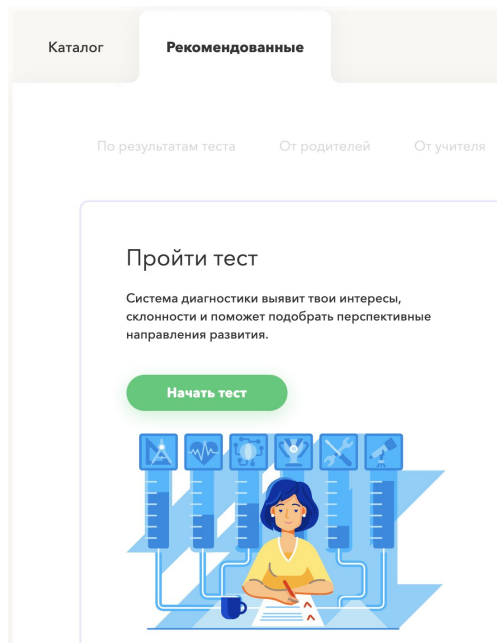 Каталог Рекомендованные
По результатам теста От родителей От учителя
Пройти тест
Система диагностики выявит твои интересы,
склонности и поможет подобрать перспективные
направления развития.
Начать тест